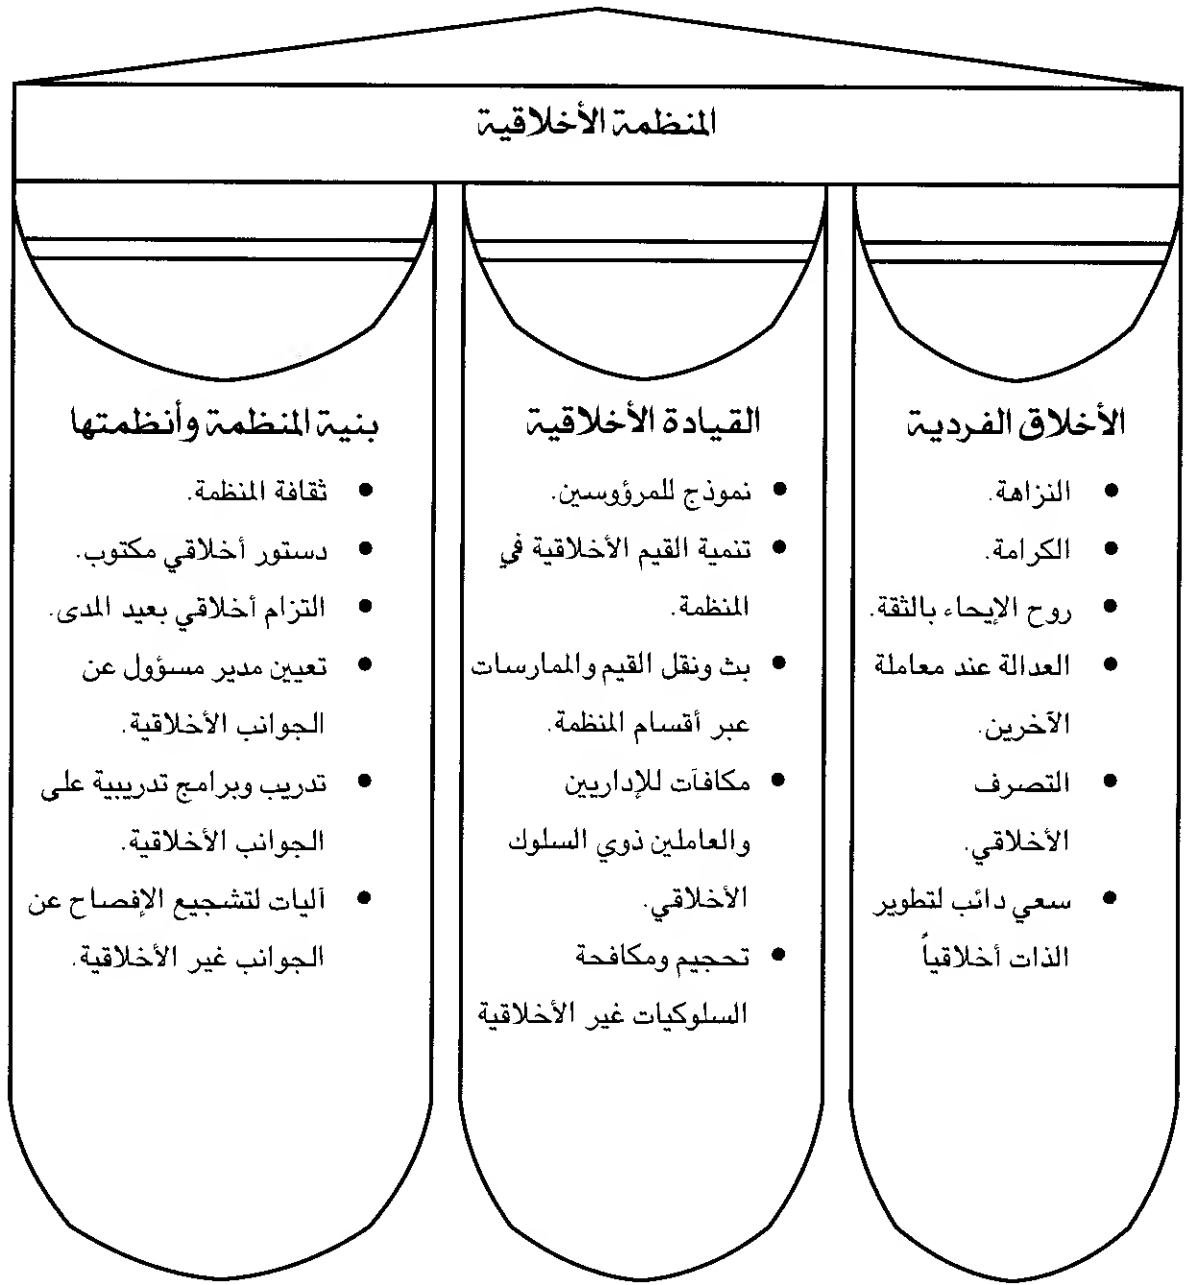 المنظمة الأخلاقية
الأخلاق الفردية
● النزاهة.
● الكرامة.
● روح الإيحاء بالثقة.
● العدالة عند معاملة
الآخرين.
● التصرف
الأخلاقي.
● سعي دائب لتطوير
الذات أخلاقياً
القيادة الأخلاقية
● نموذج للمرؤوسين.
● تنمية القيم الأخلاقية في
المنظمة.
● بث ونقل القيم والممارسات
عبر أقسام المنظمة.
● مكافآت للإداريين
والعاملين ذوي السلوك
الأخلاقي.
● تحجيم ومكافحة
السلوكيات غير الأخلاقية
بنية المنظمة وأنظمتها
● ثقافة المنظمة.
● دستور أخلاقي مكتوب.
● التزام أخلاقي بعيد المدى.
● تعيين مدير مسؤول عن
الجوانب الأخلاقية.
● تدريب وبرامج تدريبية على
الجوانب الأخلاقية.
● آليات لتشجيع الإفصاح عن
الجوانب غير الأخلاقية.